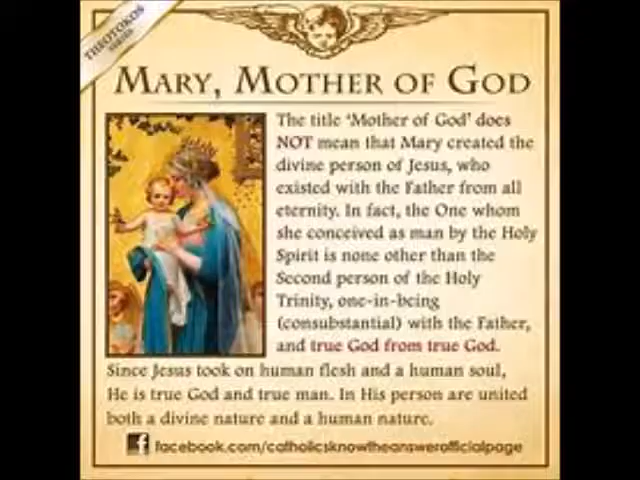 THEOTOKOS
SERIES
MARY, MOTHER OF GOD
The title ‘Mother of God’ does
NOT mean that Mary created the
divine person of Jesus, who
existed with the Father from all
eternity. In fact, the One whom
she conceived as man by the Holy
Spirit is none other than the
Second person of the Holy
Trinity, one-in-being
(consubstantial) with the Father,
and true God from true God.
Since Jesus took on human flesh and a human soul,
He is true God and true man. In His person are united
both a divine nature and a human nature.
f facebook.com/catholicsknowtheanswerofficialpage